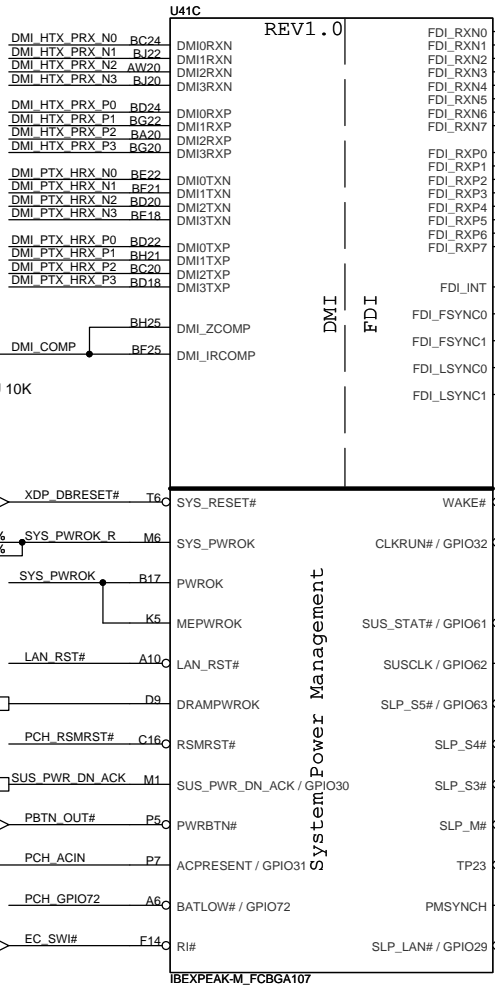 U41C
REV1.0
DMI_HTX_PRX_N0 BC24 DMI0RXN FDI_RXN0
DMI_HTX_PRX_N1 BJ22 DMI1RXN FDI_RXN1
DMI_HTX_PRX_N2 AW20 DMI2RXN FDI_RXN2
DMI_HTX_PRX_N3 BJ20 DMI3RXN FDI_RXN3
FDI_RXN4
FDI_RXN5
DMI_HTX_PRX_P0 BD24 DMI0RXP FDI_RXN6
DMI_HTX_PRX_P1 BG22 DMI1RXP FDI_RXN7
DMI_HTX_PRX_P2 BA20 DMI2RXP
DMI_HTX_PRX_P3 BG20 DMI3RXP FDI_RXP0
FDI_RXP1
DMI_PTX_HRX_N0 BE22 DMI0TXN FDI_RXP2
DMI_PTX_HRX_N1 BF21 DMI1TXN FDI_RXP3
DMI_PTX_HRX_N2 BD20 DMI2TXN FDI_RXP4
DMI_PTX_HRX_N3 BE18 DMI3TXN FDI_RXP5
FDI_RXP6
DMI_PTX_HRX_P0 BD22 DMI0TXP FDI_RXP7
DMI_PTX_HRX_P1 BH21 DMI1TXP
DMI_PTX_HRX_P2 BC20 DMI2TXP
DMI_PTX_HRX_P3 BD18 DMI3TXP FDI_INT
DMI
FDI
FDI_FSYNC0
BH25 DMI_ZCOMP
FDI_FSYNC1
DMI_COMP BF25 DMI_IRCOMP
FDI_LSYNC0
10K
FDI_LSYNC1
XDP_DBRESET# T6 SYS_RESET# WAKE#
%
SYS_PWROK_R M6 SYS_PWROK CLKRUN# / GPIO32
%
SYS_PWROK B17 PWROK
K5 MEPWROK SUS_STAT# / GPIO61
LAN_RST# A10 LAN_RST# SUSCLK / GPIO62
D9 DRAMPWROK SLP_S5# / GPIO63
PCH_RSMRST# C16 RSMRST# SLP_S4#
SUS_PWR_DN_ACK M1 SUS_PWR_DN_ACK / GPIO30 SLP_S3#
PBTN_OUT# P5 PWRBTN# SLP_M#
PCH_ACIN P7 ACPRESENT / GPIO31 TP23
PCH_GPIO72 A6 BATLOW# / GPIO72 PMSYNCH
EC_SWI# F14 RI# SLP_LAN# / GPIO29
System Power Management
IBEXPEAK-M_FCBGA107